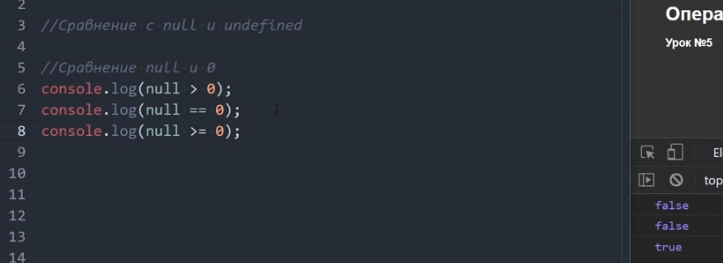 2
3 //Сравнение с null и undefined
4
5 //Сравнение null и 0
6 console.log(null > 0);
7 console.log(null == 0);
8 console.log(null >= 0);
9
10
11
12
13
14
Опера
Урок №5
El
top
false
false
true